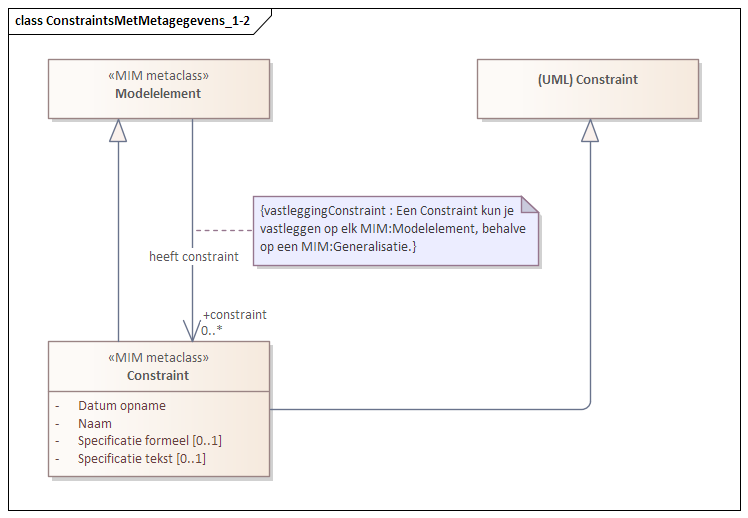 class ConstraintsMetMetagegevens_1-2
«MIM metaclass»
Modelelement
(UML) Constraint
{vastleggingConstraint : Een Constraint kun je
vastleggen op elk MIM:Modelelement, behalve
op een MIM:Generalisatie.}
heeft constraint
+constraint
0..*
«MIM metaclass»
Constraint
- Datum opname
- Naam
- Specificatie formeel [0..1]
- Specificatie tekst [0..1]